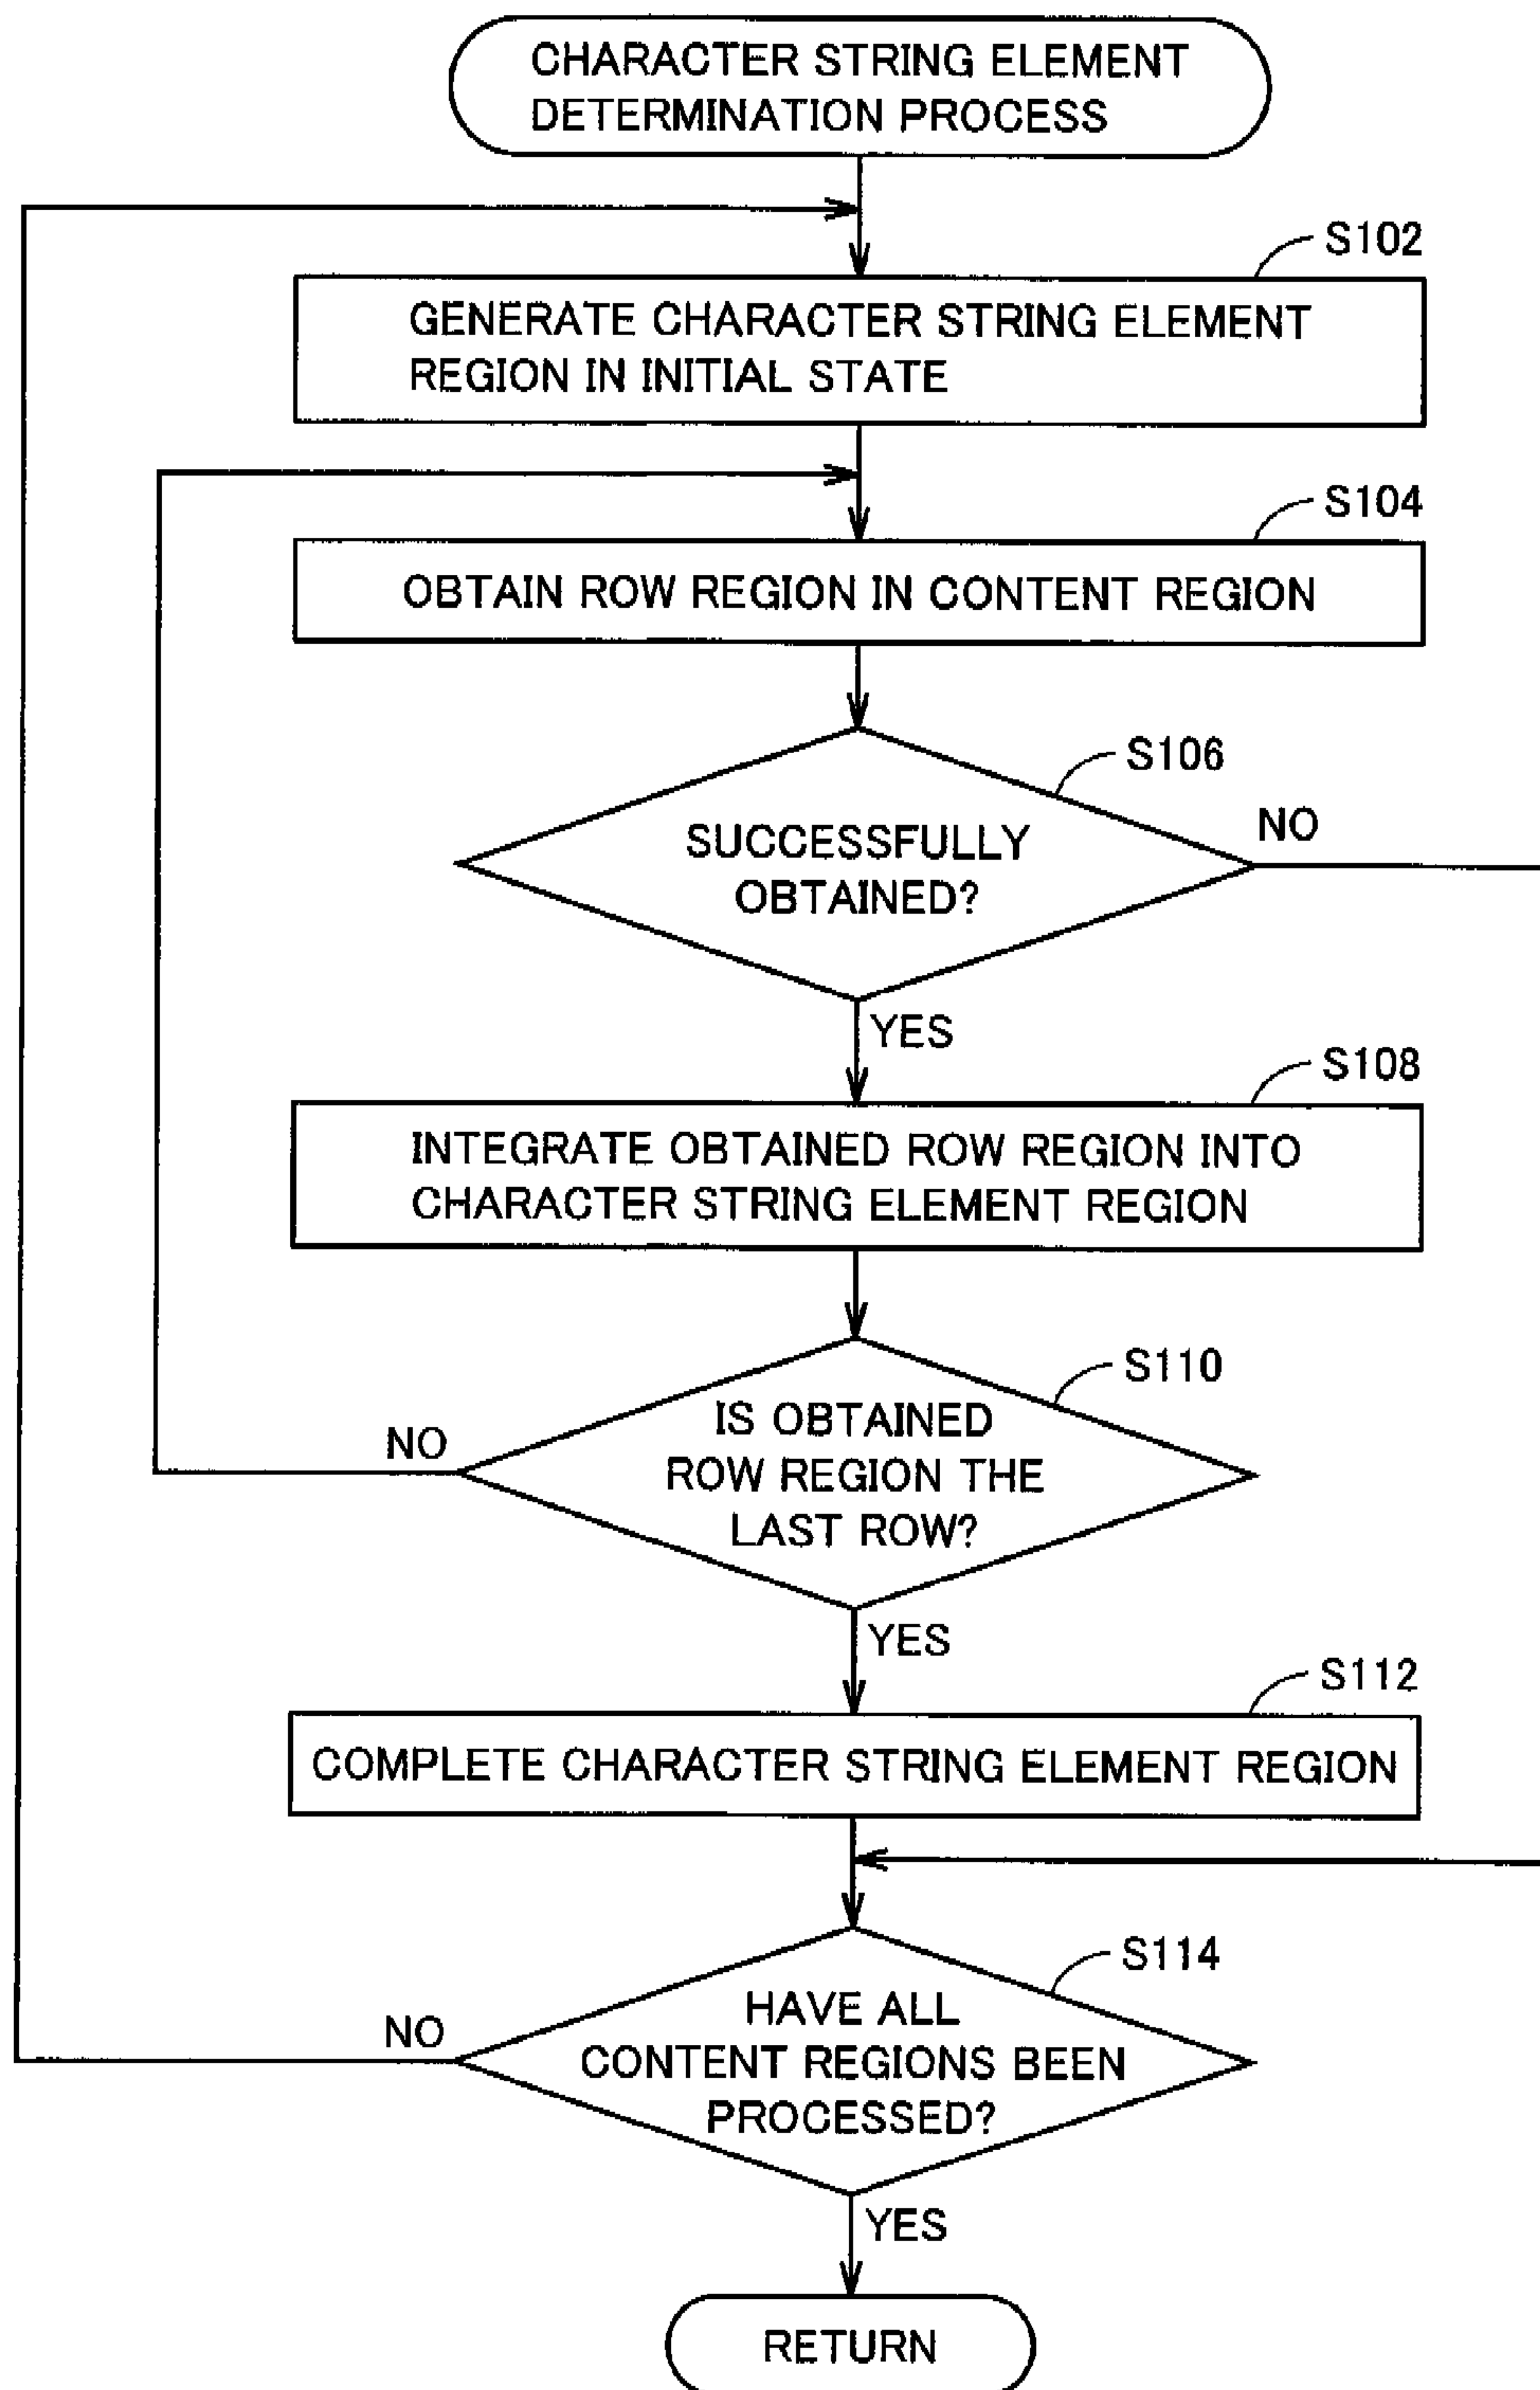 CHARACTER STRING ELEMENT
DETERMINATION PROCESS
S102
GENERATE CHARACTER STRING ELEMENT
REGION IN INITIAL STATE
S104
OBTAIN ROW REGION IN CONTENT REGION
S106
SUCCESSFULLY
OBTAINED?
NO
YES
S108
INTEGRATE OBTAINED ROW REGION INTO
CHARACTER STRING ELEMENT REGION
S110
IS OBTAINED
ROW REGION THE
LAST ROW?
NO
YES
S112
COMPLETE CHARACTER STRING ELEMENT REGION
S114
HAVE ALL
CONTENT REGIONS BEEN
PROCESSED?
NO
YES
RETURN